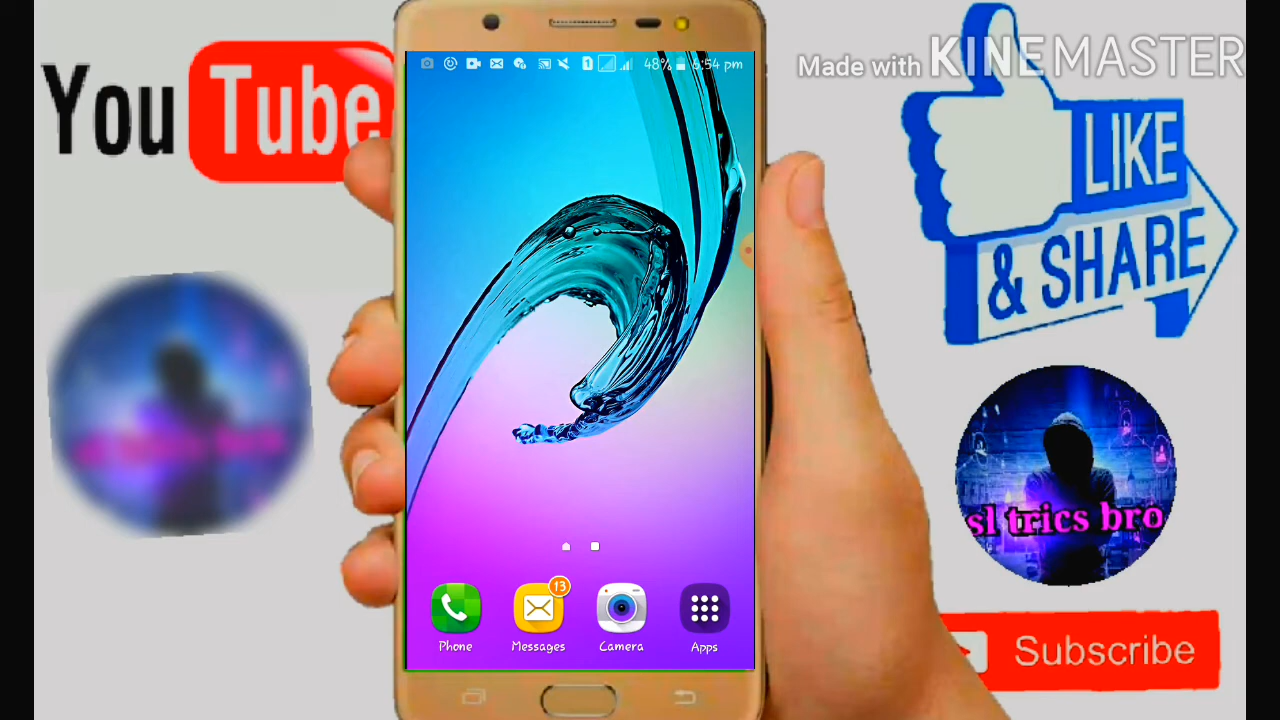 YouTube
Made with KINEMASTER
48% 6:54 pm
LIKE
& SHARE
sl trics bro
13
Phone
Messages
Camera
Apps
Subscribe